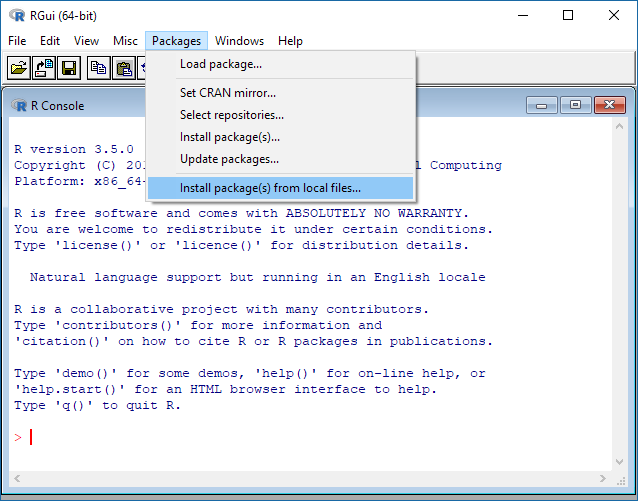 RGui (64-bit)
File Edit View Misc Packages Windows Help
Load package...
Set CRAN mirror...
Select repositories...
Install package(s)...
Update packages...
Install package(s) from local files...
R Console
R version 3.5.0
Copyright (C) Computing
Platform:
R is free software and comes with ABSOLUTELY NO WARRANTY.
You are welcome to redistribute it under certain conditions.
Type 'license()' or 'licence()' for distribution details.
Natural language support but running in an English locale
R is a collaborative project with many contributors.
Type 'contributors()' for more information and
'citation()' on how to cite R or R packages in publications.
Type 'demo()' for some demos, 'help()' for on-line help, or
'help.start()' for an HTML browser interface to help.
Type 'q()' to quit R.
>